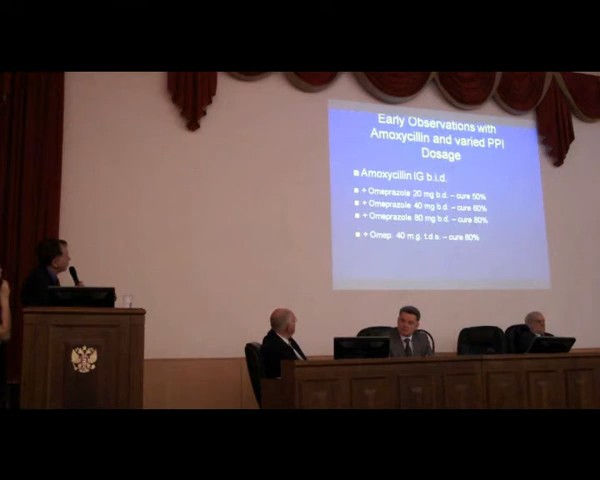 Early Observations with
Amoxycillin and varied PPI
Dosage
Amoxycillin IG b.i.d.
+ Omeprazole 20 mg b.d. – cure 50%
+ Omeprazole 40 mg b.d. – cure 60%
+ Omeprazole 80 mg b.d. – cure 80%
+ Omep. 40 m.g. t.d.s. – cure 80%